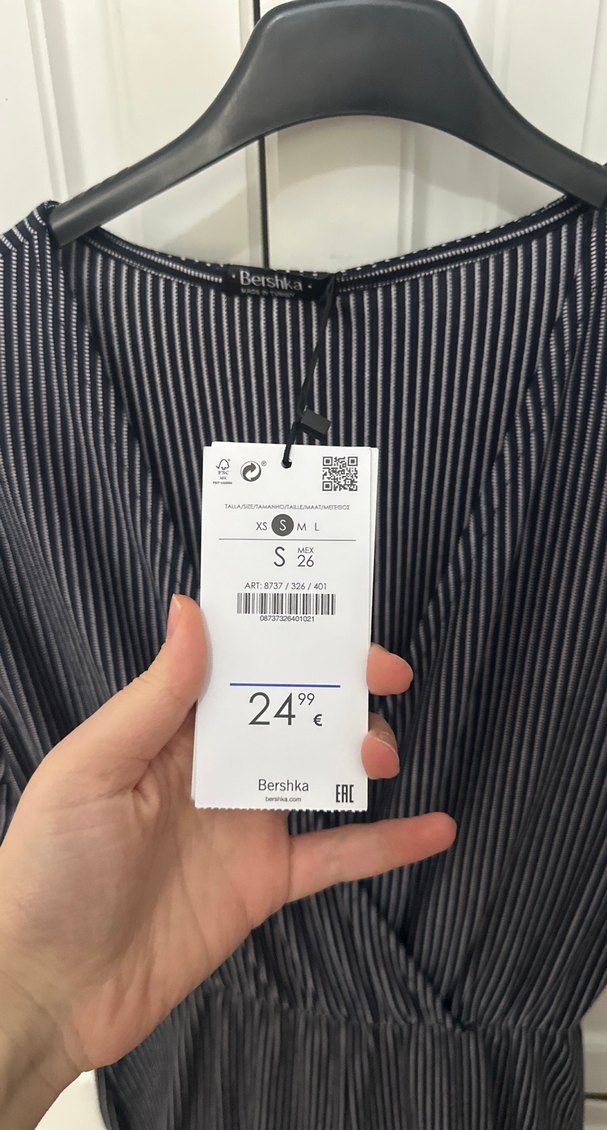 Bershka
MADE IN TURKEY
FSC
MIX
TALLA/SIZE/TAMANHO/TAILLE/MAAT/ΜΕΓΕΘΟΣ
XS S M L
S MEX 26
ART: 8737 / 326 / 401
08737326401021
24 99 €
Bershka
bershka.com
EAC